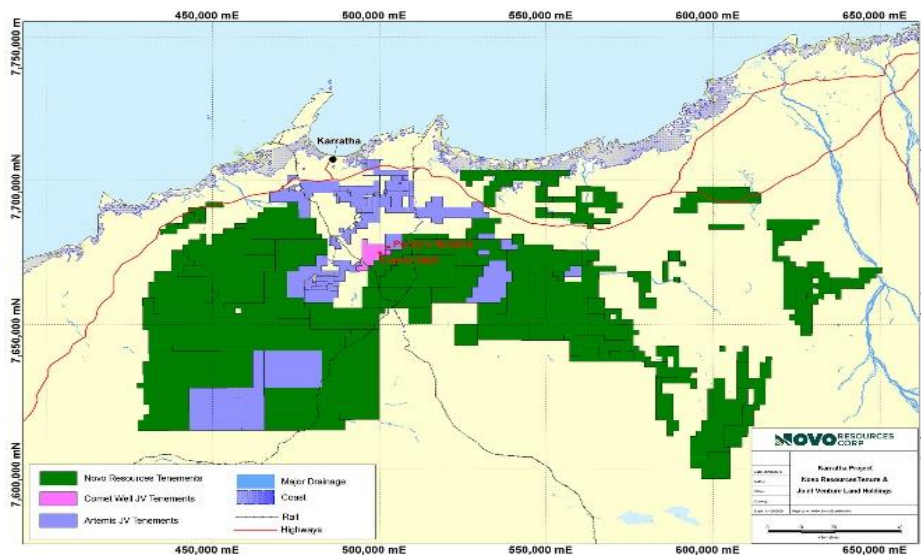 450,000 mE 500,000 mE 550,000 mE 600,000 mE 650,000 mE
7,750,000 m
7,700,000 mN
7,650,000 mN
7,600,000 mN
Karratha
Novo Resources Tenements
Comet Well JV Tenements
Artemis JV Tenements
Major Drainage
Coast
Rail
Highways
NOVO RESOURCES CORP
Karratha Project
Novo Resources Tenure &
Joint Venture Land Holdings
450,000 mE 500,000 mE 550,000 mE 600,000 mE 650,000 mE